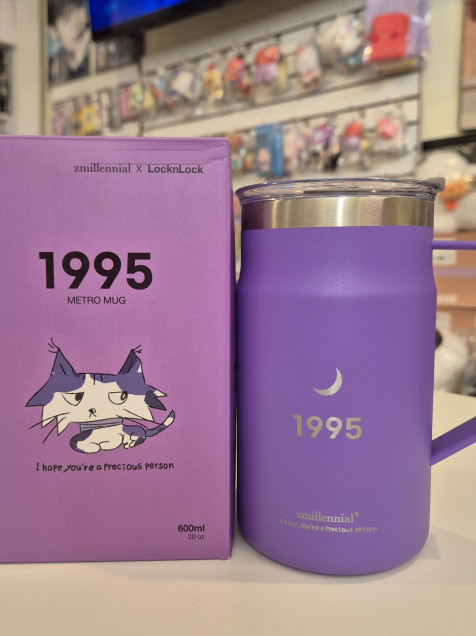 zmillennial X LocknLock
1995
METRO MUG
I hope you're a precious person
600ml
20 oz
1995
zmillennial®
I hope you're a precious person